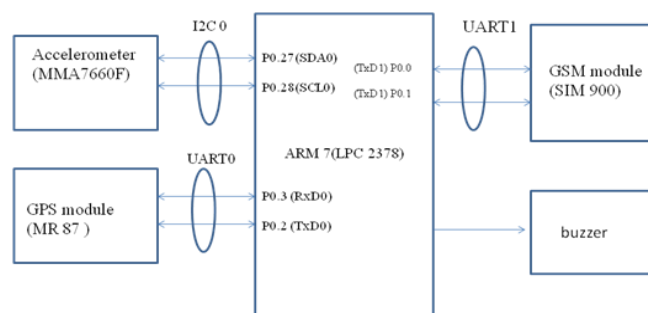 I2C 0
Accelerometer
(MMA7660F)
P0.27(SDA0)
P0.28(SCL0)
UART0
GPS module
(MR 87 )
P0.3 (RxD0)
P0.2 (TxD0)
ARM 7(LPC 2378)
(TxD1) P0.0
(TxD1) P0.1
UART1
GSM module
(SIM 900)
buzzer